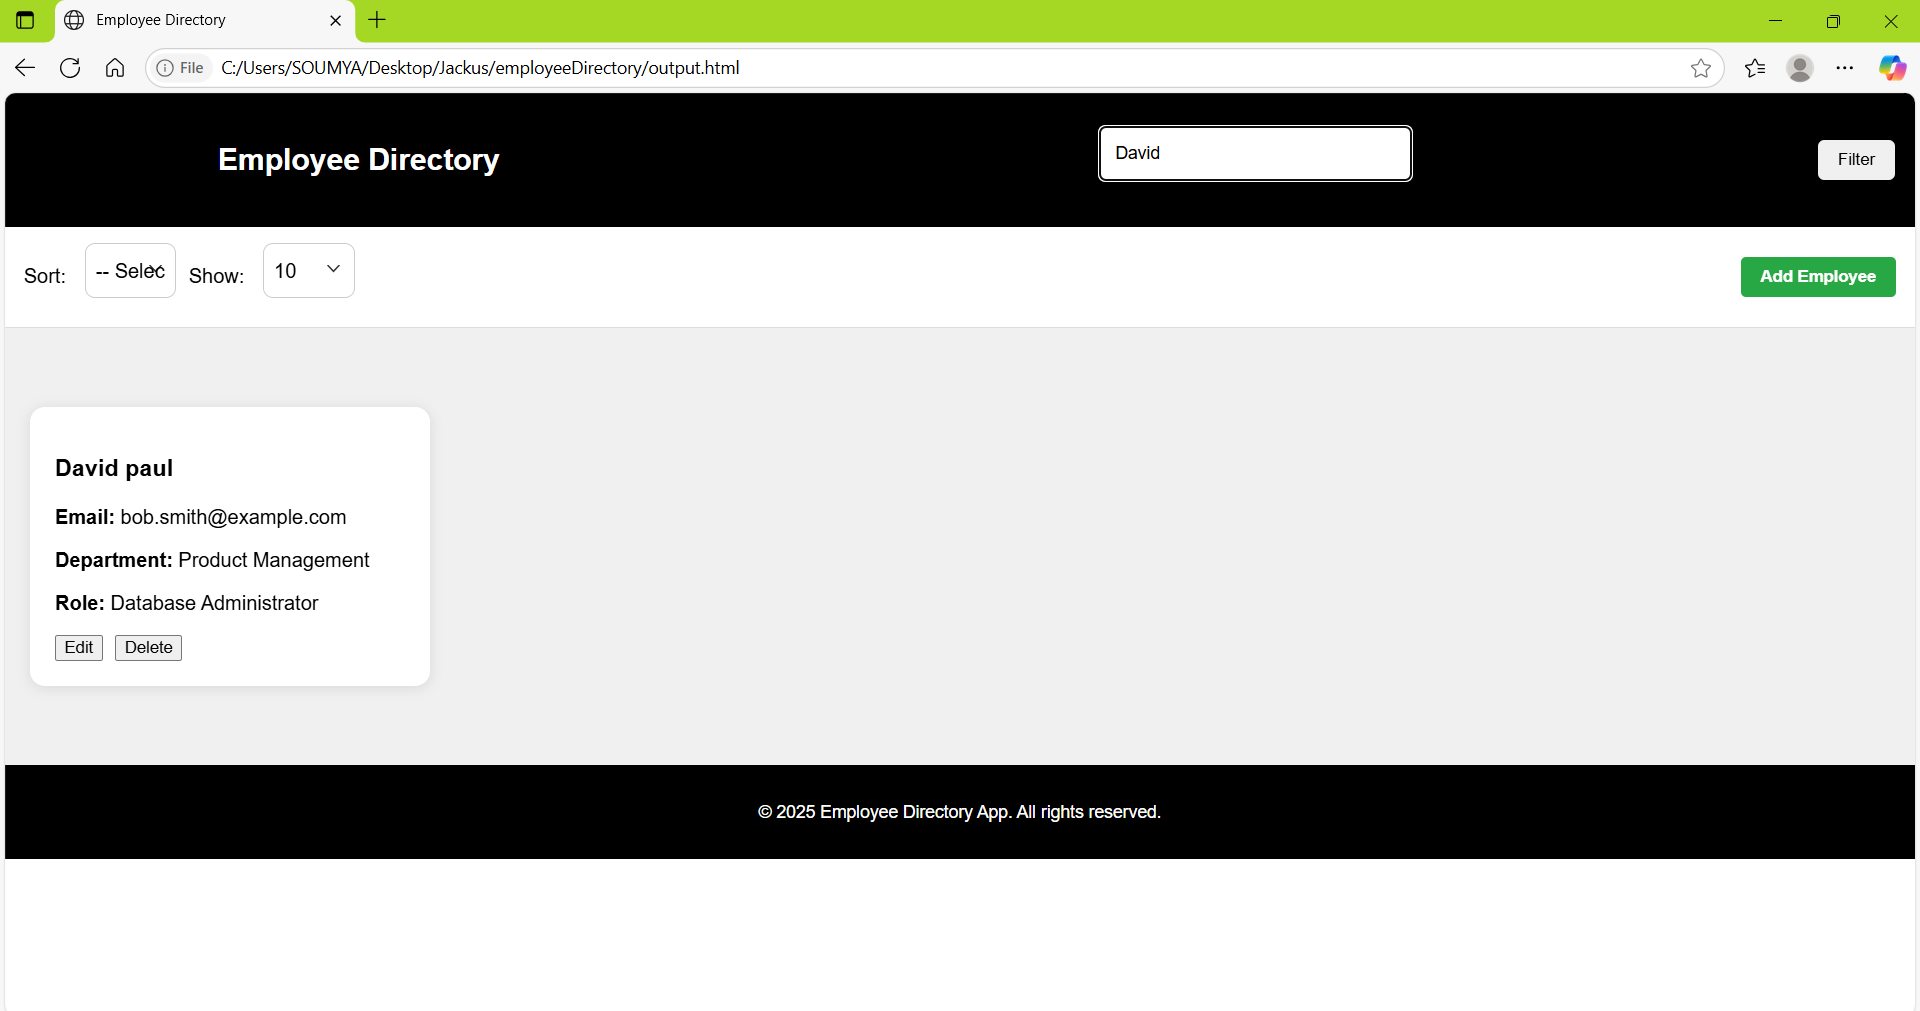 Employee Directory
File C:/Users/SOUMYA/Desktop/Jackus/employeeDirectory/output.html
Employee Directory David Filter
Sort: -- Selec Show: 10 Add Employee
David paul
Email: bob.smith@example.com
Department: Product Management
Role: Database Administrator
Edit Delete
© 2025 Employee Directory App. All rights reserved.